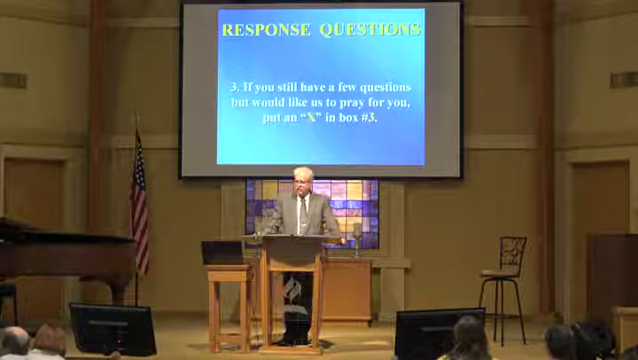 RESPONSE QUESTIONS
3. If you still have a few questions
but would like us to pray for you,
put an “X” in box #3.